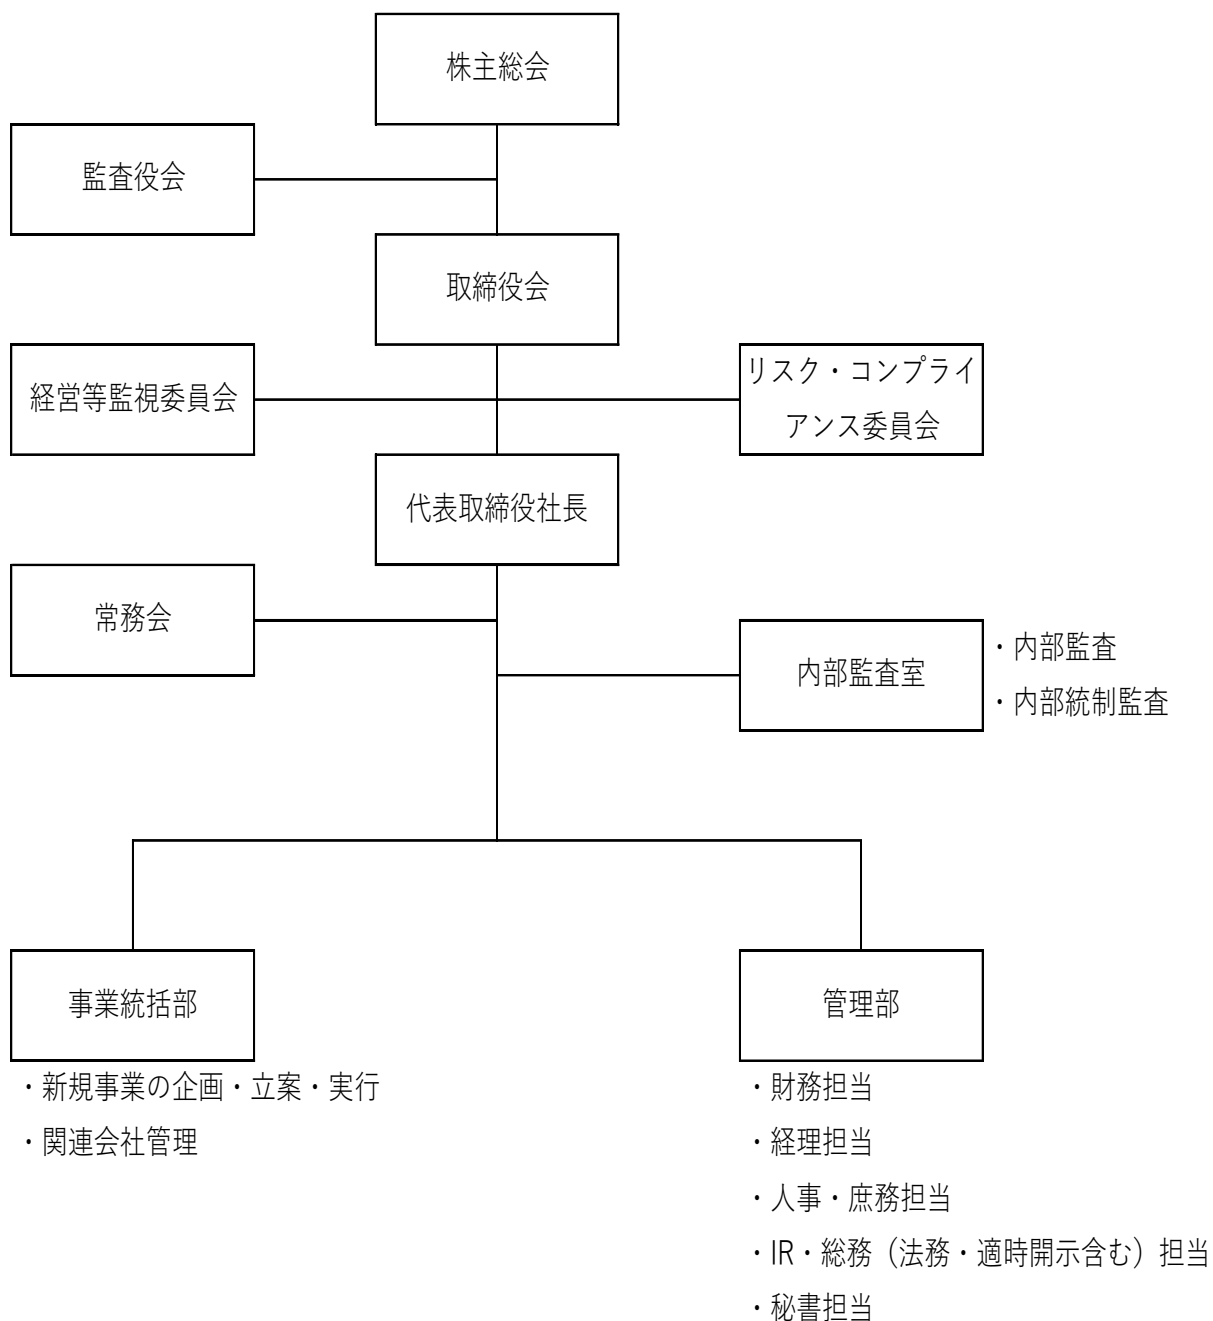 株主総会
監査役会
取締役会
経営等監視委員会
リスク・コンプライ
アンス委員会
代表取締役社長
常務会
内部監査室
・内部監査
・内部統制監査
事業統括部
・新規事業の企画・立案・実行
・関連会社管理
管理部
・財務担当
・経理担当
・人事・庶務担当
・IR・総務（法務・適時開示含む）担当
・秘書担当